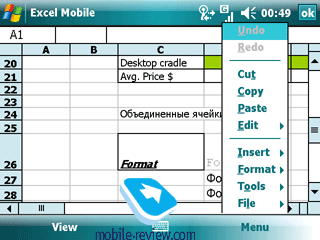 Excel Mobile 00:49 ok
A1
A B C
20 Desktop cradle
21 Avg. Price $
22
23
24 Объединенные ячейки
25
26 Format Fo
27 Фо
28 Фо
Undo
Redo
Cut
Copy
Paste
Edit
Insert
Format
Tools
File
View Menu
mobile-review.com